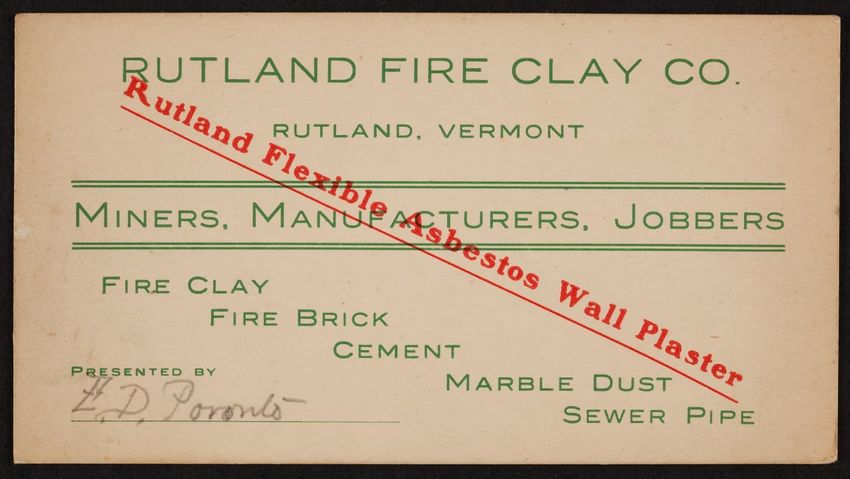 RUTLAND FIRE CLAY CO.
RUTLAND, VERMONT
Rutland Flexible Asbestos Wall Plaster
MINERS, MANUFACTURERS, JOBBERS
FIRE CLAY
FIRE BRICK
CEMENT
MARBLE DUST
SEWER PIPE
PRESENTED BY
H. D. Poronto